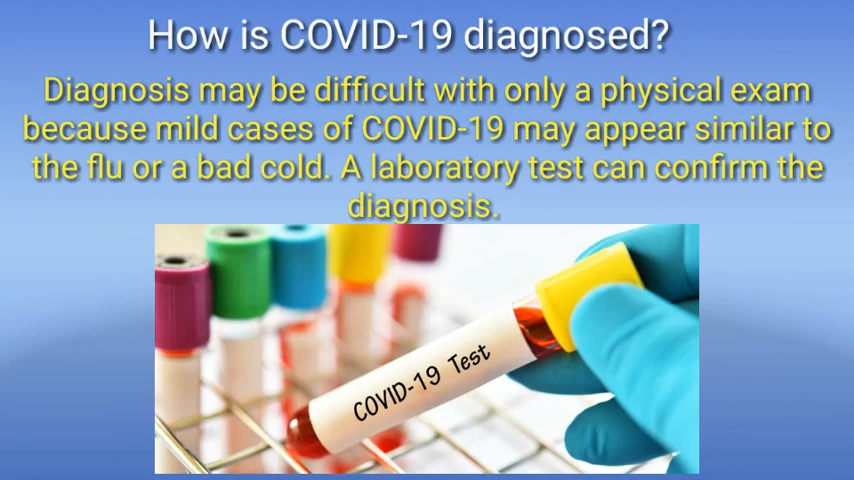 How is COVID-19 diagnosed?
Diagnosis may be difficult with only a physical exam
because mild cases of COVID-19 may appear similar to
the flu or a bad cold. A laboratory test can confirm the
diagnosis.
COVID-19 Test